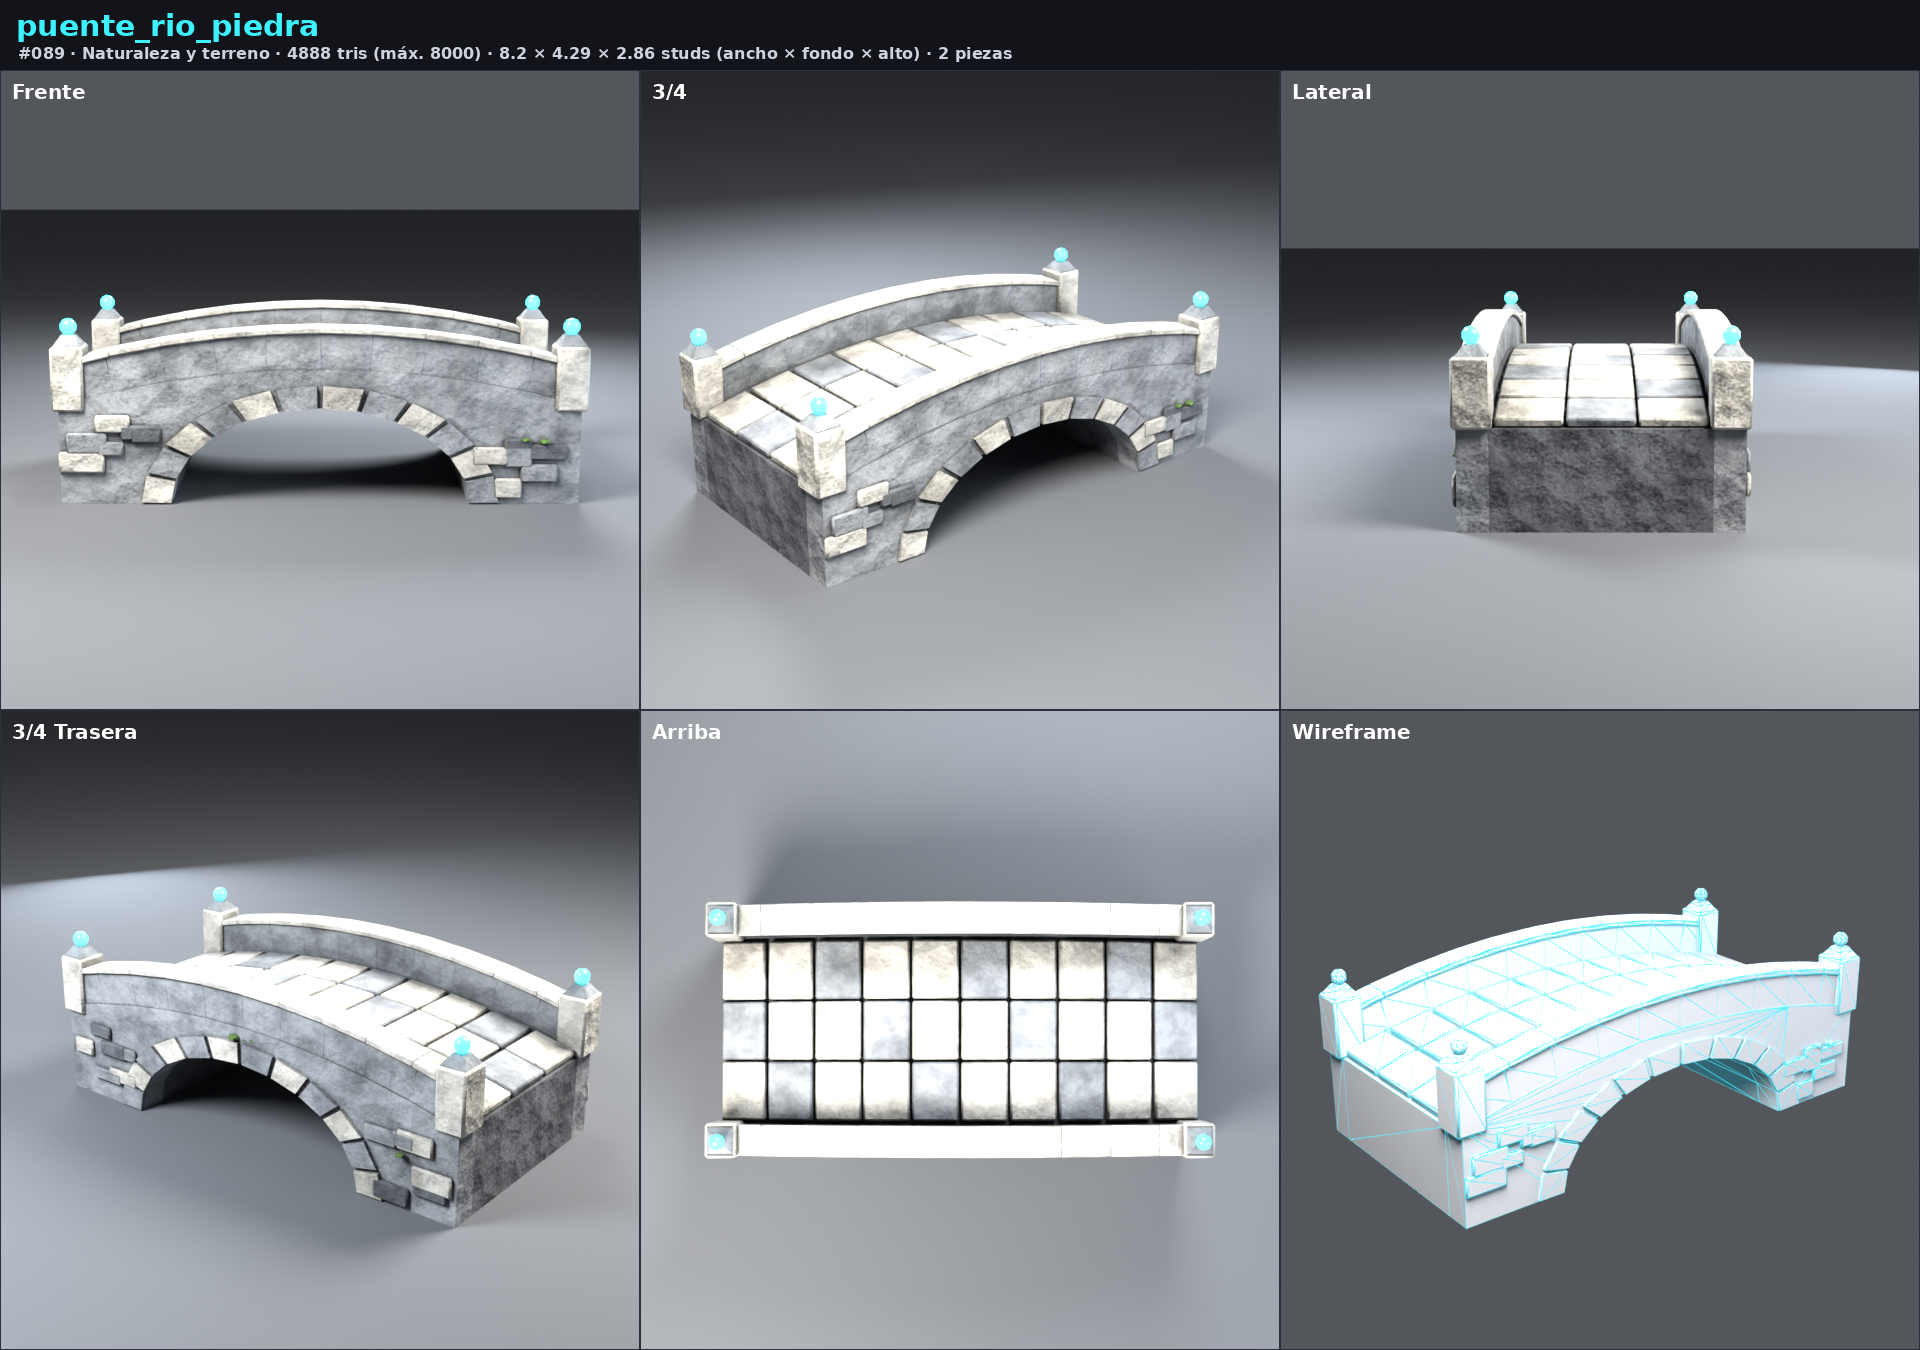 puente_rio_piedra
#089 · Naturaleza y terreno · 4888 tris (máx. 8000) · 8.2 × 4.29 × 2.86 studs (ancho × fondo × alto) · 2 piezas
Frente
3/4
Lateral
3/4 Trasera
Arriba
Wireframe